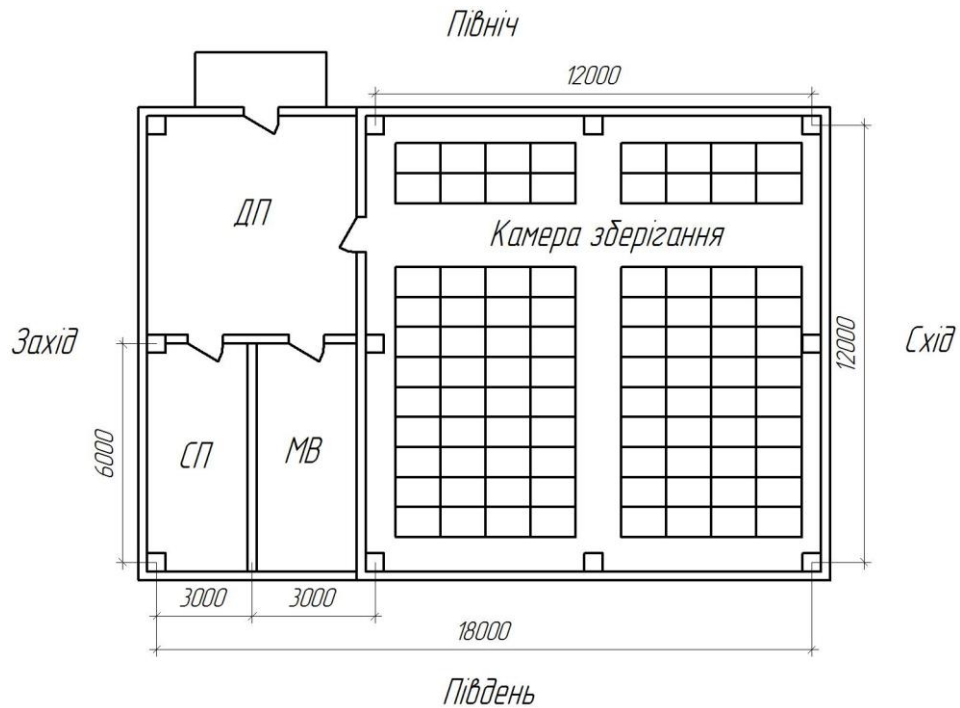 Північ
12000
ДП
Камера зберігання
Захід
Схід
12000
6000
СП
МВ
3000
3000
18000
Південь